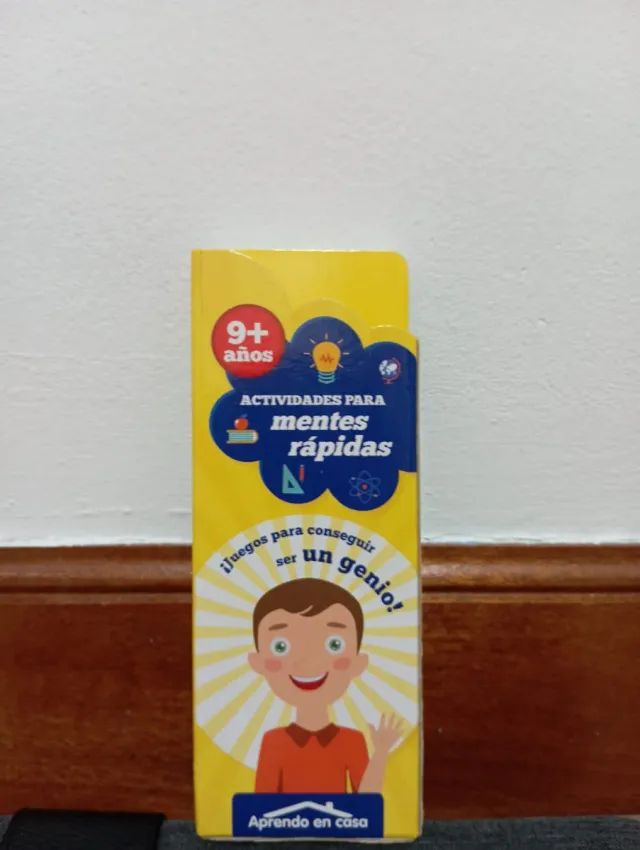 9+
años
ACTIVIDADES PARA
mentes
rápidas
¡Juegos para conseguir
ser un genio!
Aprendo en casa